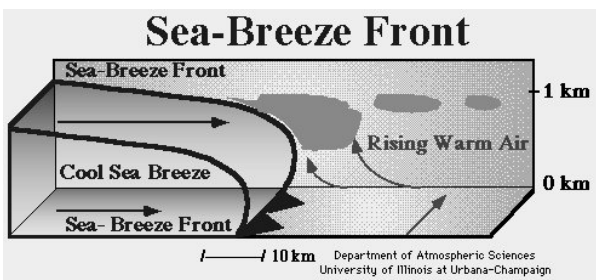 Sea-Breeze Front
Sea-Breeze Front
1 km
Rising Warm Air
Cool Sea Breeze
0 km
Sea- Breeze Front
10 km
Department of Atmospheric Sciences
University of Illinois at Urbana-Champaign